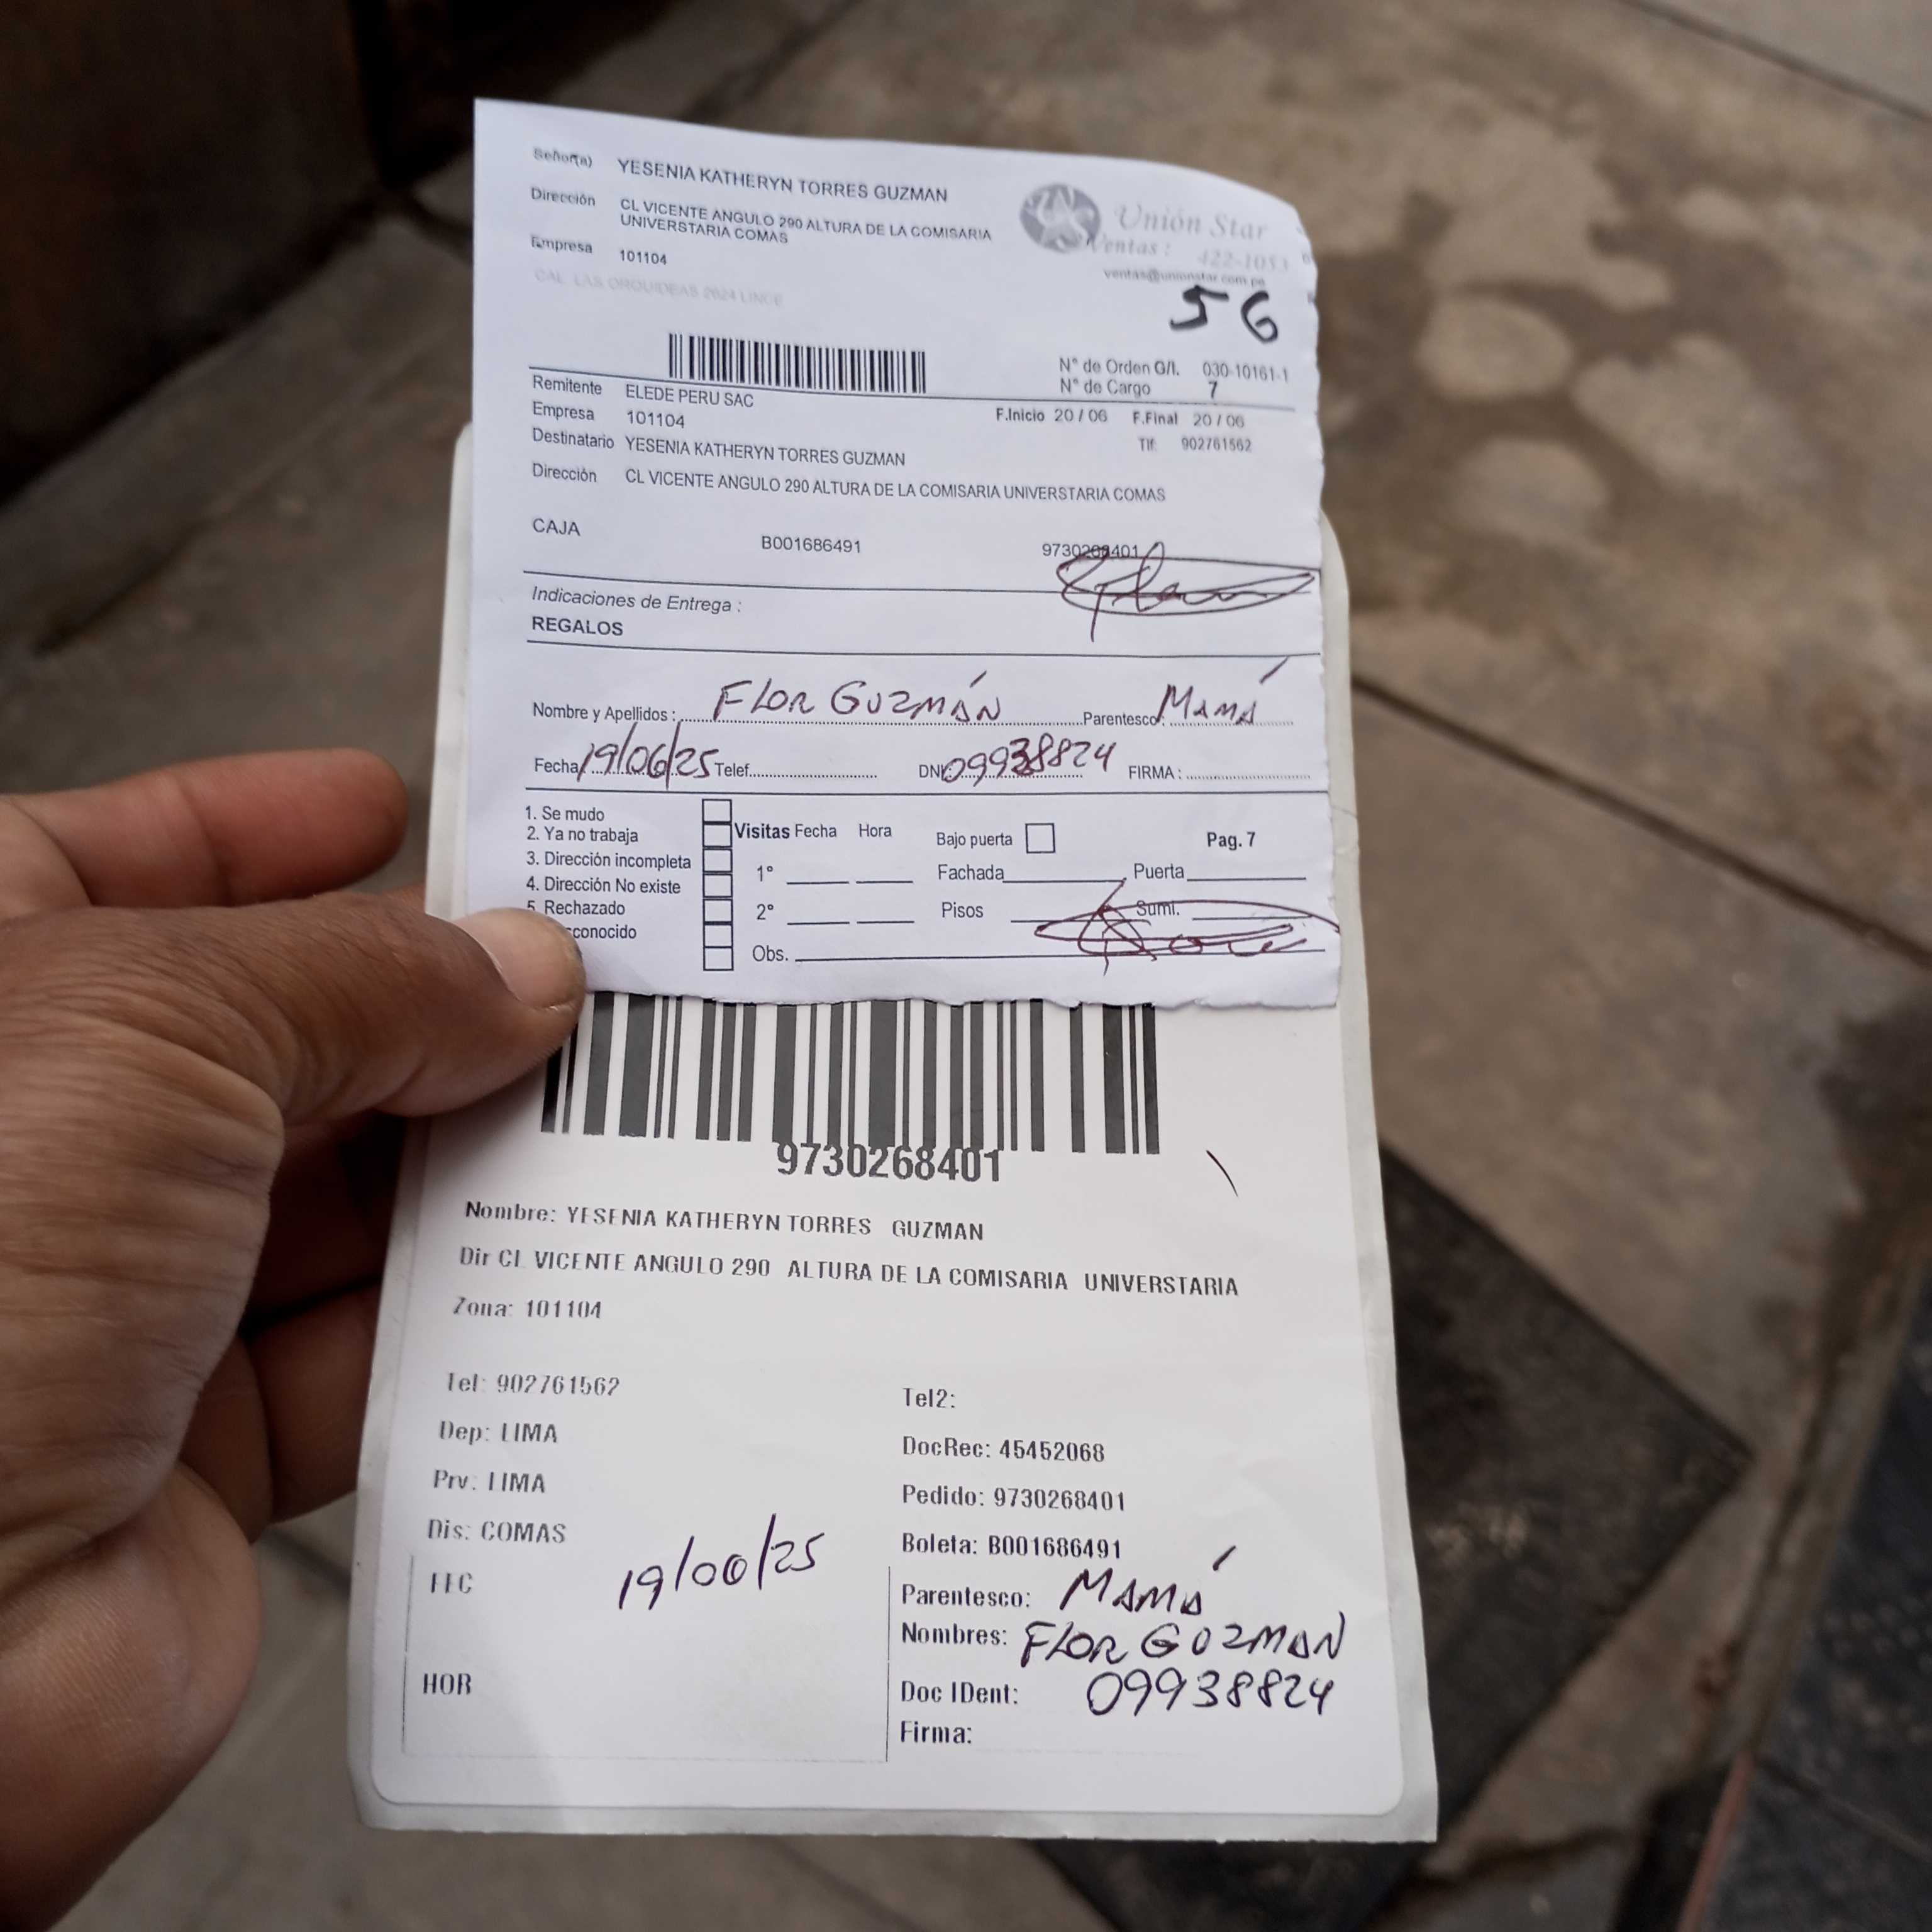 Señor(a) YESENIA KATHERYN TORRES GUZMAN
Dirección CL VICENTE ANGULO 290 ALTURA DE LA COMISARIA
UNIVERSTARIA COMAS
Empresa 101104
CAL. LAS ORQUIDEAS 2624 LINCE
Unión Star
Ventas : 422-1053
ventas@unionstar.com.pe
56
N° de Orden G/I. 030-10161-1
N° de Cargo 7
Remitente ELEDE PERU SAC
Empresa 101104
F.Inicio 20 / 06 F.Final 20 / 06
Destinatario YESENIA KATHERYN TORRES GUZMAN
Tlf: 902761562
Dirección CL VICENTE ANGULO 290 ALTURA DE LA COMISARIA UNIVERSTARIA COMAS
CAJA B001686491 9730268401
Indicaciones de Entrega :
REGALOS
Nombre y Apellidos : FLOR GUZMÁN Parentesco : MAMÁ
Fecha 19/06/25 Telef. DNI: 09938824 FIRMA :
1. Se mudo
2. Ya no trabaja
3. Dirección incompleta
4. Dirección No existe
5. Rechazado
sconocido
Visitas Fecha Hora
1°
2°
Obs.
Bajo puerta Pag. 7
Fachada Puerta
Pisos Sumi.
9730268401
Nombre: YESENIA KATHERYN TORRES GUZMAN
Dir CL VICENTE ANGULO 290 ALTURA DE LA COMISARIA UNIVERSTARIA
Zona: 101104
Tel: 902761562 Tel2:
Dep: LIMA DocRec: 45452068
Prv: LIMA Pedido: 9730268401
Dis: COMAS Boleta: B001686491
FEC 19/06/25 Parentesco: MAMÁ
Nombres: FLOR GUZMAN
HOR Doc IDent: 09938824
Firma: